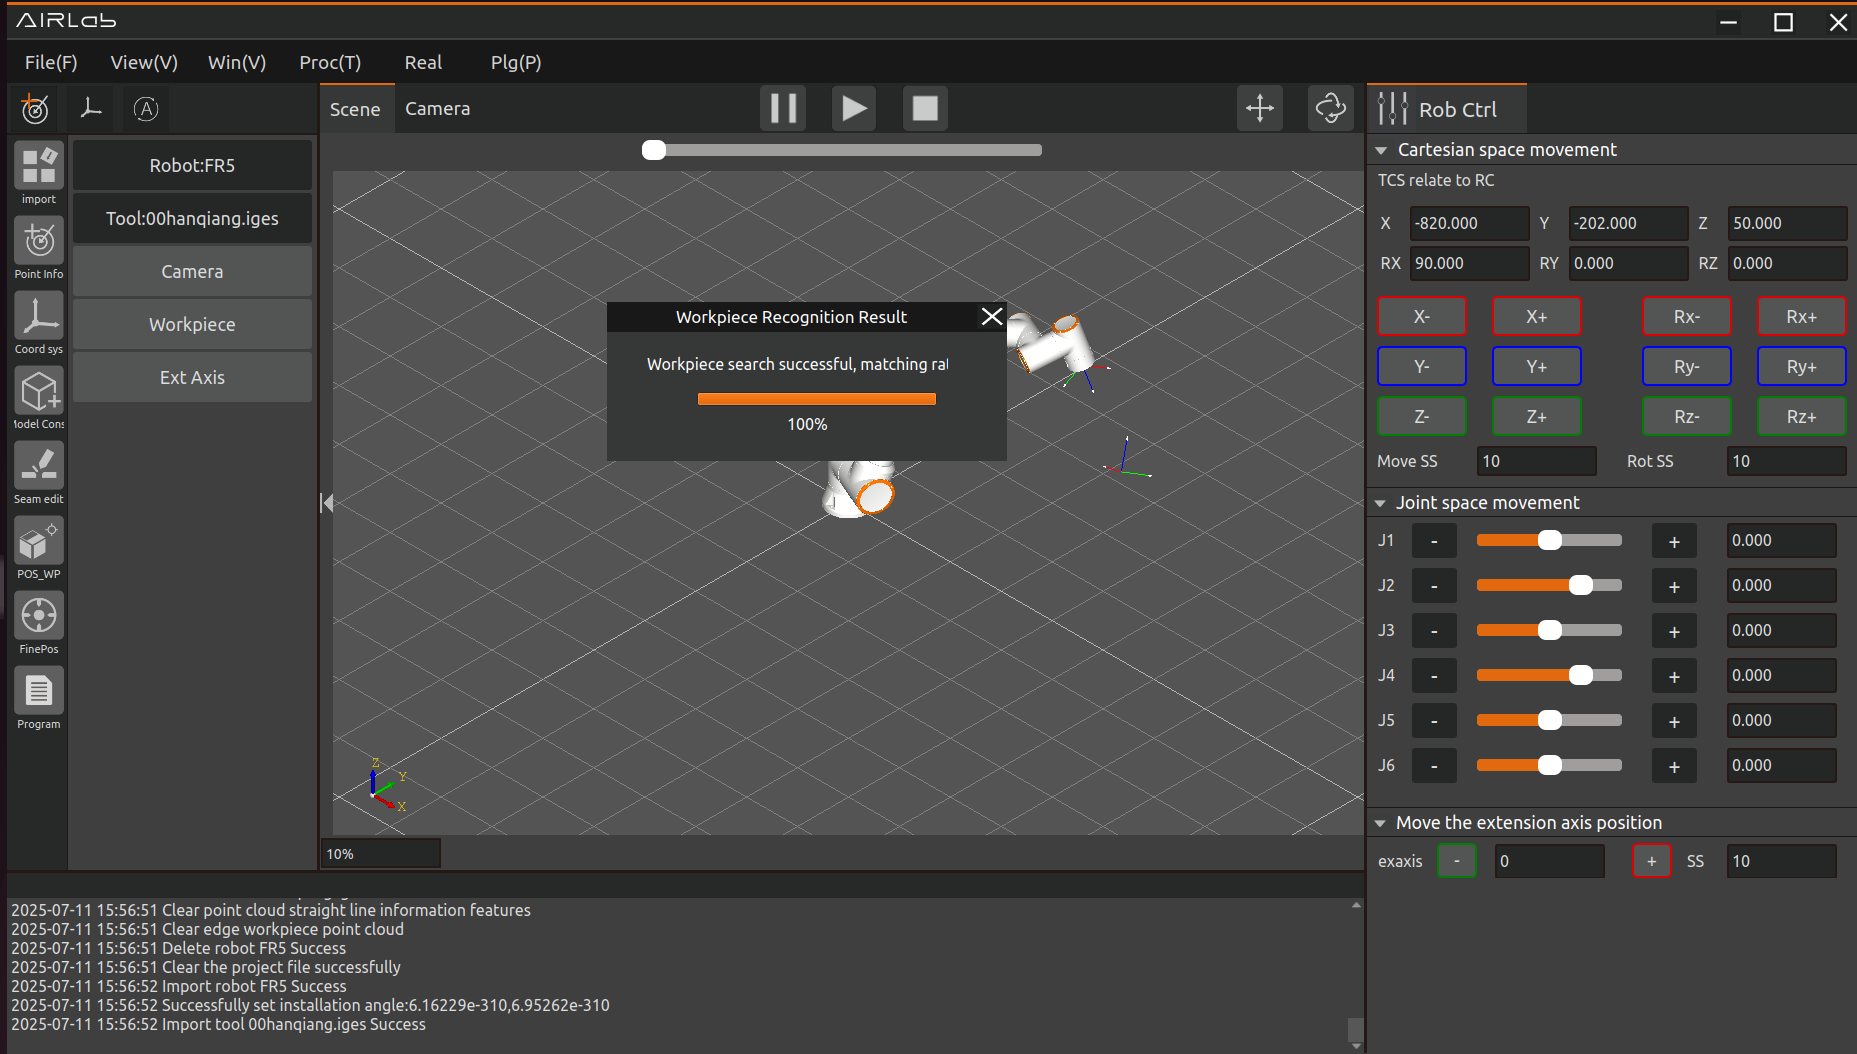 AIRLab
File(F) View(V) Win(V) Proc(T) Real Plg(P)
Scene Camera
Rob Ctrl
import
Point Info
Coord sys
Model Cons
Seam edit
POS_WP
FinePos
Program
Robot:FR5
Tool:00hanqiang.iges
Camera
Workpiece
Ext Axis
Workpiece Recognition Result
Workpiece search successful, matching rat
100%
Z
Y
X
10%
Cartesian space movement
TCS relate to RC
X -820.000 Y -202.000 Z 50.000
RX 90.000 RY 0.000 RZ 0.000
X- X+ Rx- Rx+
Y- Y+ Ry- Ry+
Z- Z+ Rz- Rz+
Move SS 10 Rot SS 10
Joint space movement
J1 - + 0.000
J2 - + 0.000
J3 - + 0.000
J4 - + 0.000
J5 - + 0.000
J6 - + 0.000
Move the extension axis position
exaxis - 0 + SS 10
2025-07-11 15:56:51 Clear point cloud straight line information features
2025-07-11 15:56:51 Clear edge workpiece point cloud
2025-07-11 15:56:51 Delete robot FR5 Success
2025-07-11 15:56:51 Clear the project file successfully
2025-07-11 15:56:52 Import robot FR5 Success
2025-07-11 15:56:52 Successfully set installation angle:6.16229e-310,6.95262e-310
2025-07-11 15:56:52 Import tool 00hanqiang.iges Success